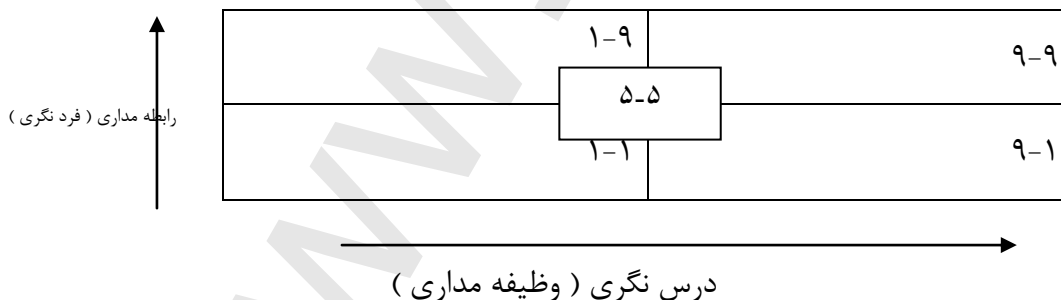 ۱-۹
۹-۹
۵-۵
رابطه مداری ( فرد نگری )
۱-۱
۹-۱
درس نگری ( وظیفه مداری )